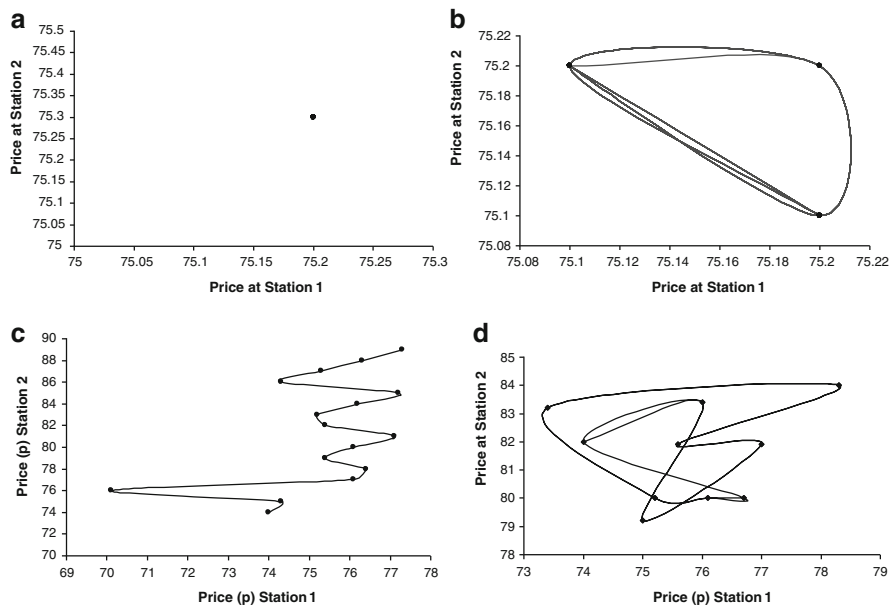 a
75.5
75.45
75.4
75.35
75.3
75.25
75.2
75.15
75.1
75.05
75
Price at Station 2
75 75.05 75.1 75.15 75.2 75.25 75.3
Price at Station 1
b
75.22
75.2
75.18
75.16
75.14
75.12
75.1
75.08
Price at Station 2
75.08 75.1 75.12 75.14 75.16 75.18 75.2 75.22
Price at Station 1
c
90
88
86
84
82
80
78
76
74
72
70
Price (p) Station 2
69 70 71 72 73 74 75 76 77 78
Price (p) Station 1
d
85
84
83
82
81
80
79
78
Price at Station 2
73 74 75 76 77 78 79
Price (p) Station 1